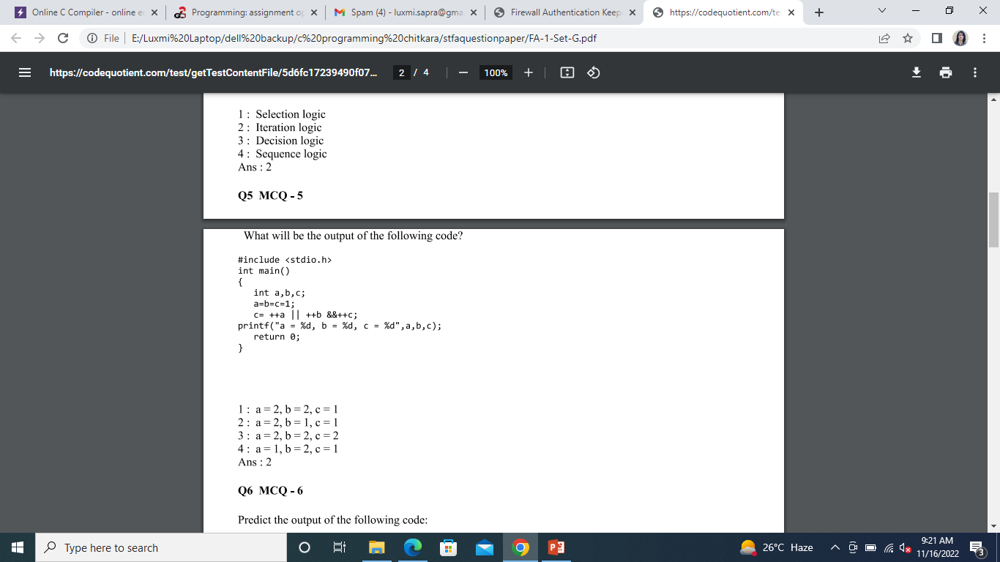 Online C Compiler - online e
Programming: assignment o
Spam (4) - luxmi.sapra@gma
Firewall Authentication Keep
https://codequotient.com/te
File
E:/Luxmi%20Laptop/dell%20backup/c%20programming%20chitkara/stfaquestionpaper/FA-1-Set-G.pdf
https://codequotient.com/test/getTestContentFile/5d6fc17239490f07...
2 / 4
100%
1 : Selection logic
2 : Iteration logic
3 : Decision logic
4 : Sequence logic
Ans : 2
Q5 MCQ - 5
What will be the output of the following code?
#include <stdio.h>
int main()
{
int a,b,c;
a=b=c=1;
c= ++a || ++b &&++c;
printf("a = %d, b = %d, c = %d",a,b,c);
return 0;
}
1 : a = 2, b = 2, c = 1
2 : a = 2, b = 1, c = 1
3 : a = 2, b = 2, c = 2
4 : a = 1, b = 2, c = 1
Ans : 2
Q6 MCQ - 6
Predict the output of the following code:
Type here to search
26°C Haze
9:21 AM
11/16/2022
3